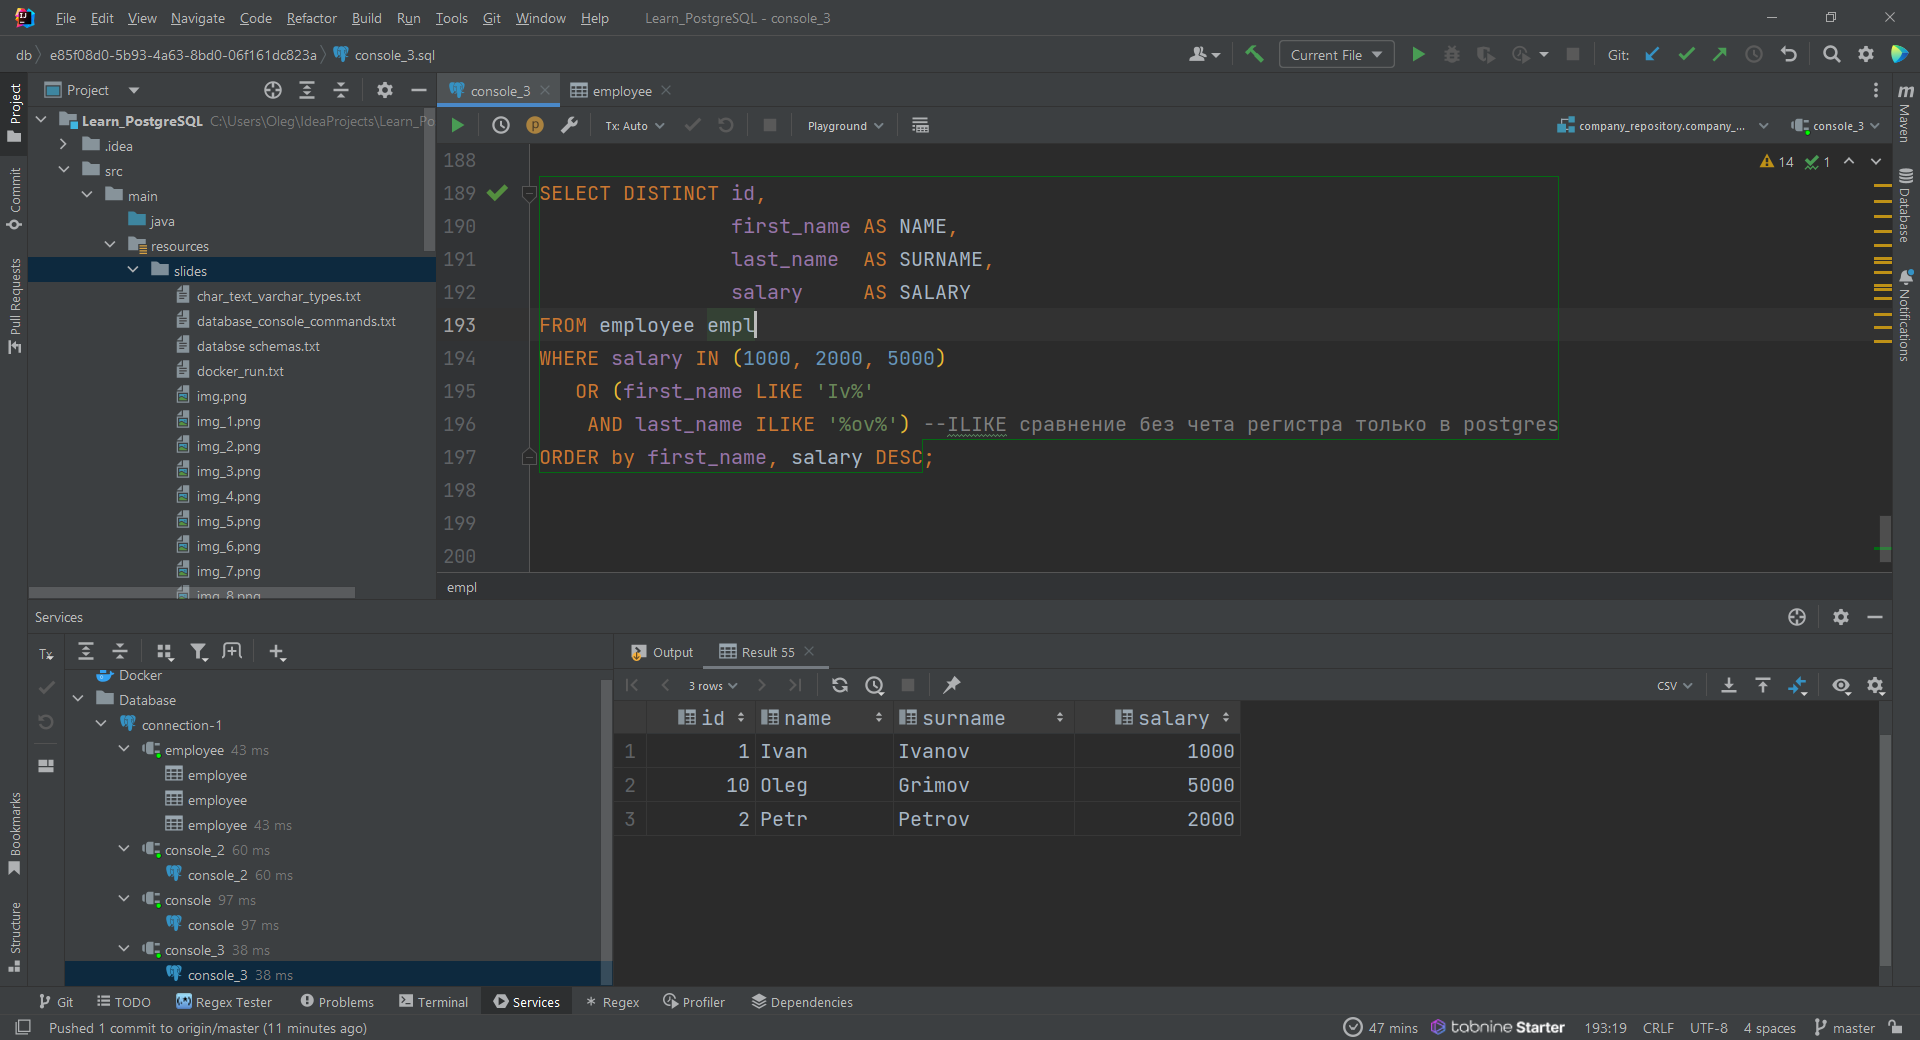 File Edit View Navigate Code Refactor Build Run Tools Git Window Help Learn_PostgreSQL - console_3
db e85f08d0-5b93-4a63-8bd0-06f161dc823a console_3.sql Current File Git:
Project console_3 employee
Tx: Auto Playground company_repository.company_... console_3
Project
Commit
Pull Requests
Bookmarks
Structure
Learn_PostgreSQL C:\Users\Oleg\IdeaProjects\Learn_Po
.idea
src
main
java
resources
slides
char_text_varchar_types.txt
database_console_commands.txt
databse schemas.txt
docker_run.txt
img.png
img_1.png
img_2.png
img_3.png
img_4.png
img_5.png
img_6.png
img_7.png
img_8.png
14 1
188
189 SELECT DISTINCT id,
190 first_name AS NAME,
191 last_name AS SURNAME,
192 salary AS SALARY
193 FROM employee empl
194 WHERE salary IN (1000, 2000, 5000)
195 OR (first_name LIKE 'Iv%'
196 AND last_name ILIKE '%ov%') --ILIKE сравнение без чета регистра только в postgres
197 ORDER by first_name, salary DESC;
198
199
200
empl
m Maven
Database
Notifications
Services
Tx
Docker
Database
connection-1
employee 43 ms
employee
employee
employee 43 ms
console_2 60 ms
console_2 60 ms
console 97 ms
console 97 ms
console_3 38 ms
console_3 38 ms
Output Result 55
3 rows CSV
id name surname salary
1 1 Ivan Ivanov 1000
2 10 Oleg Grimov 5000
3 2 Petr Petrov 2000
Git TODO Regex Tester Problems Terminal Services Regex Profiler Dependencies
Pushed 1 commit to origin/master (11 minutes ago) 47 mins tabnine Starter 193:19 CRLF UTF-8 4 spaces master